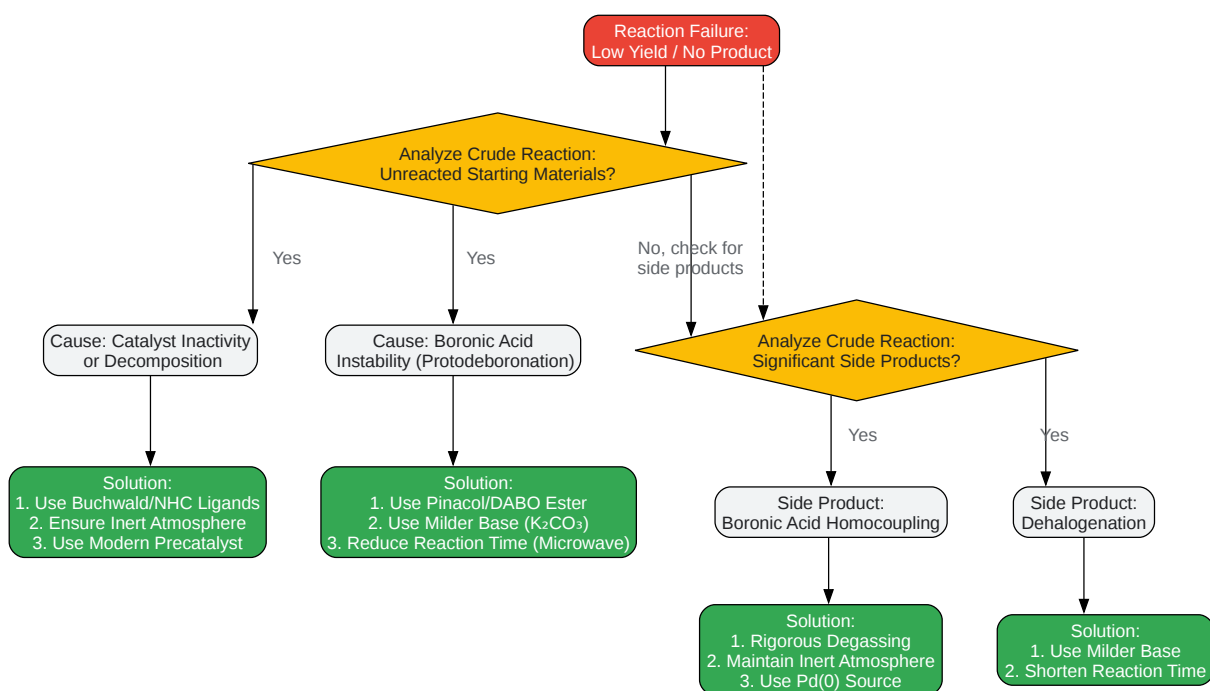 Reaction Failure:
Low Yield / No Product
Analyze Crude Reaction:
Unreacted Starting Materials?
Yes
Yes
No, check for
side products
Cause: Catalyst Inactivity
or Decomposition
Cause: Boronic Acid
Instability (Protodeboronation)
Analyze Crude Reaction:
Significant Side Products?
Yes
Yes
Solution:
1. Use Buchwald/NHC Ligands
2. Ensure Inert Atmosphere
3. Use Modern Precatalyst
Solution:
1. Use Pinacol/DABO Ester
2. Use Milder Base (K₂CO₃)
3. Reduce Reaction Time (Microwave)
Side Product:
Boronic Acid Homocoupling
Side Product:
Dehalogenation
Solution:
1. Rigorous Degassing
2. Maintain Inert Atmosphere
3. Use Pd(0) Source
Solution:
1. Use Milder Base
2. Shorten Reaction Time